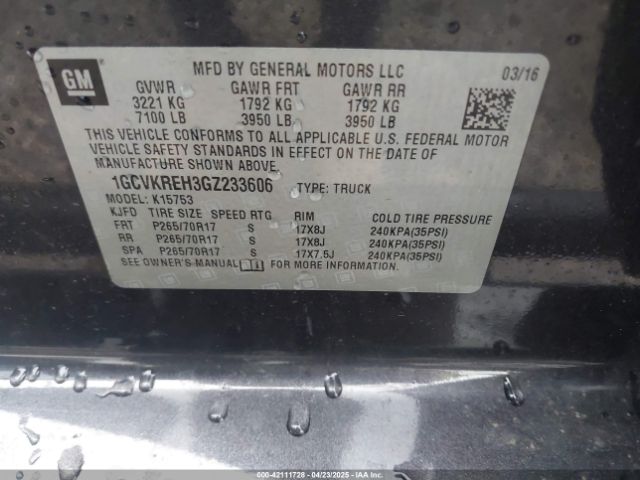 GM
MFD BY GENERAL MOTORS LLC 03/16
GVWR GAWR FRT GAWR RR
3221 KG 1792 KG 1792 KG
7100 LB 3950 LB 3950 LB
THIS VEHICLE CONFORMS TO ALL APPLICABLE U.S. FEDERAL MOTOR
VEHICLE SAFETY STANDARDS IN EFFECT ON THE DATE OF
MANUFACTURE SHOWN ABOVE.
1GCVKREH3GZ233606 TYPE: TRUCK
MODEL: K15753
KJFD TIRE SIZE SPEED RTG RIM COLD TIRE PRESSURE
FRT P265/70R17 S 17X8J 240KPA(35PSI)
RR P265/70R17 S 17X8J 240KPA(35PSI)
SPA P265/70R17 S 17X7.5J 240KPA(35PSI)
SEE OWNER'S MANUAL FOR MORE INFORMATION.
000-42111728 - 04/23/2025 - IAA Inc. - Copyright